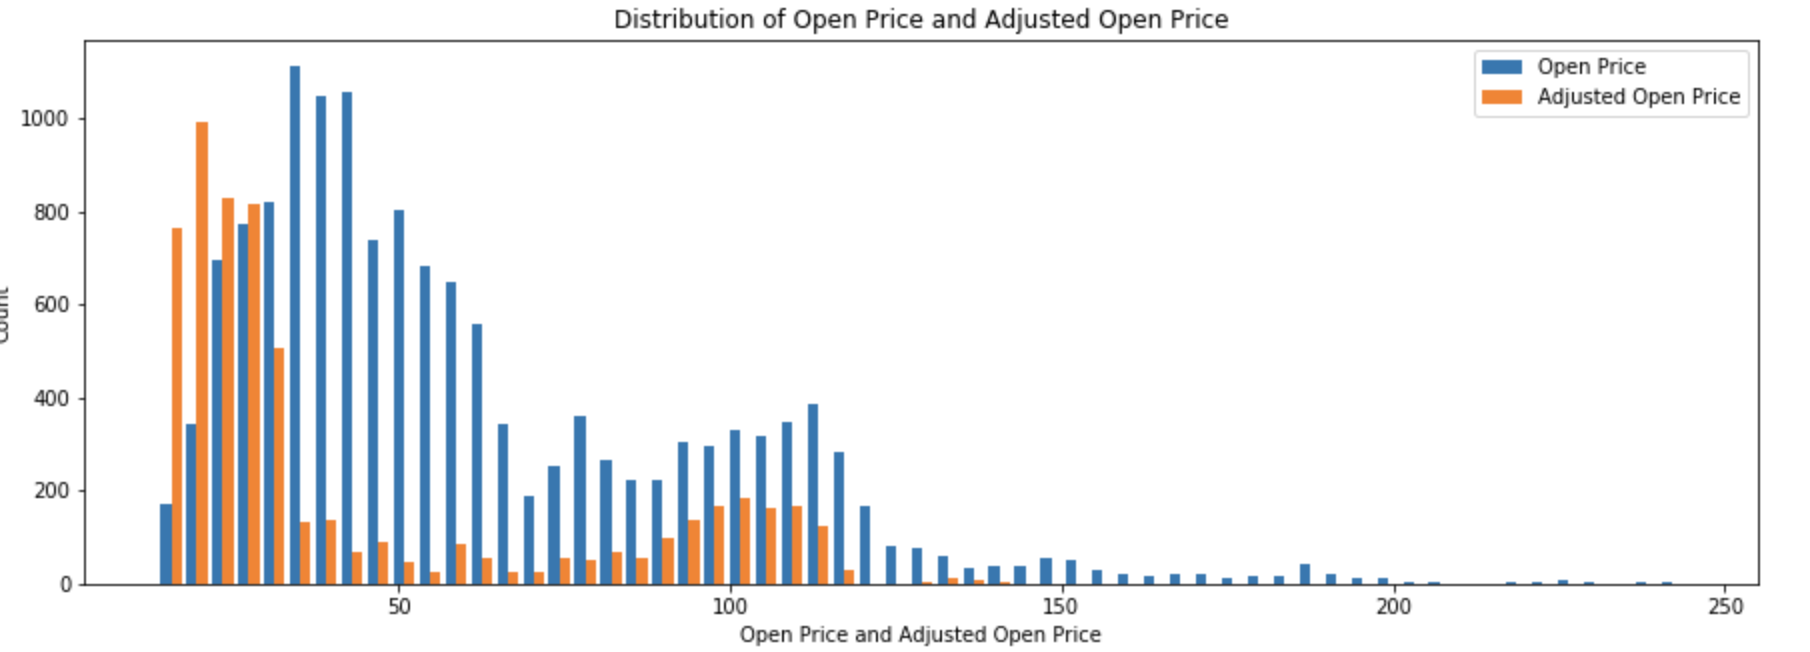 Distribution of Open Price and Adjusted Open Price
Open Price
Adjusted Open Price
1000
800
600
400
200
0
Count
50 100 150 200 250
Open Price and Adjusted Open Price